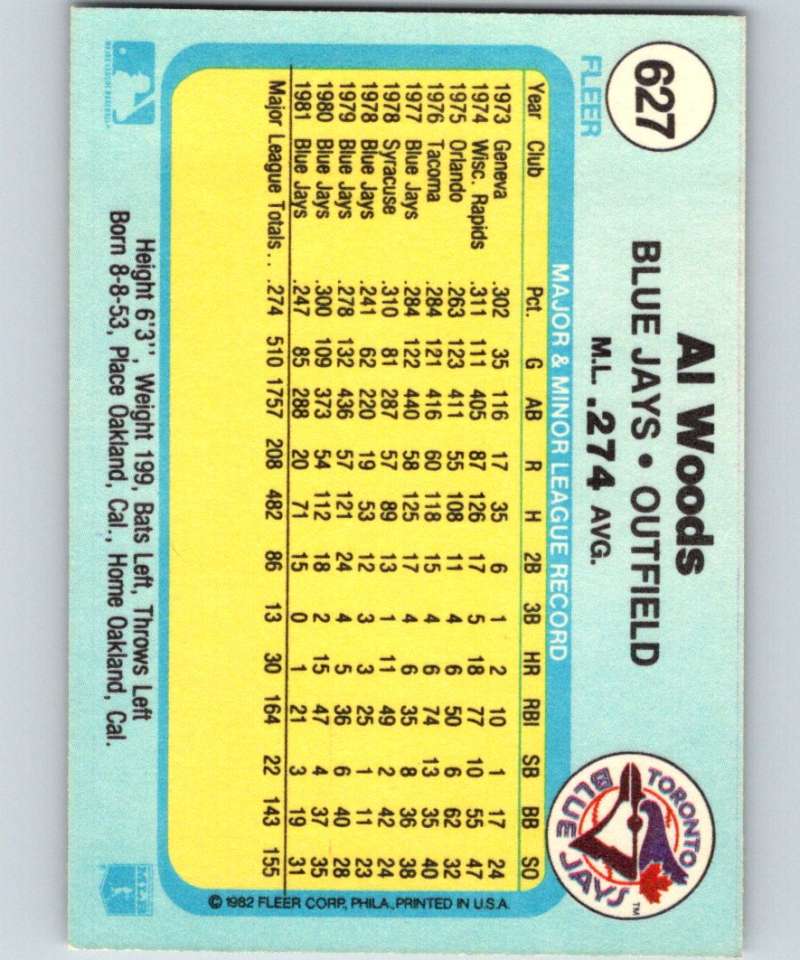 627
FLEER
Al Woods
BLUE JAYS • OUTFIELD
M.L. .274 AVG.
TORONTO
BLUE JAYS
TM
MAJOR & MINOR LEAGUE RECORD
Year Club Pct. G AB R H 2B 3B HR RBI SB BB SO
1973 Geneva .302 35 116 17 35 6 1 2 10 1 17 24
1974 Wisc. Rapids .311 111 405 87 126 17 5 18 77 10 55 47
1975 Orlando .263 123 411 55 108 11 4 6 50 6 62 32
1976 Tacoma .284 121 416 60 118 15 4 6 74 13 35 40
1977 Blue Jays .284 122 440 58 125 17 4 6 35 8 36 38
1978 Syracuse .310 81 287 57 89 13 1 11 49 2 42 24
1978 Blue Jays .241 62 220 19 53 12 3 3 25 1 11 23
1979 Blue Jays .278 132 436 57 121 24 4 5 36 6 40 28
1980 Blue Jays .300 109 373 54 112 18 2 15 47 4 37 35
1981 Blue Jays .247 85 288 20 71 15 0 1 21 3 19 31
Major League Totals . . .274 510 1757 208 482 86 13 30 164 22 143 155
Height 6'3'', Weight 199, Bats Left, Throws Left
Born 8-8-53, Place Oakland, Cal., Home Oakland, Cal.
© 1982 FLEER CORP., PHILA., PRINTED IN U.S.A.